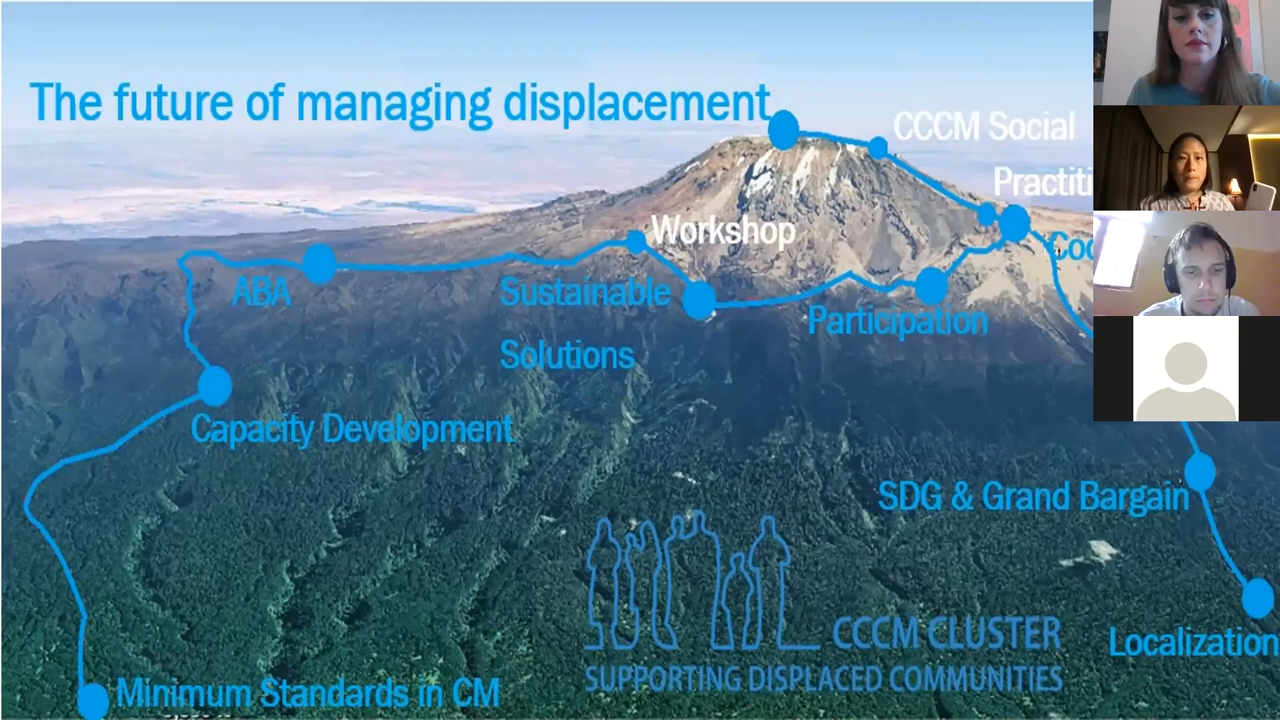 The future of managing displacement
CCCM Social
Workshop
ABA
Sustainable
Solutions
Participation
Capacity Development
SDG & Grand Bargain
CCCM CLUSTER
SUPPORTING DISPLACED COMMUNITIES
Localization
Minimum Standards in CM